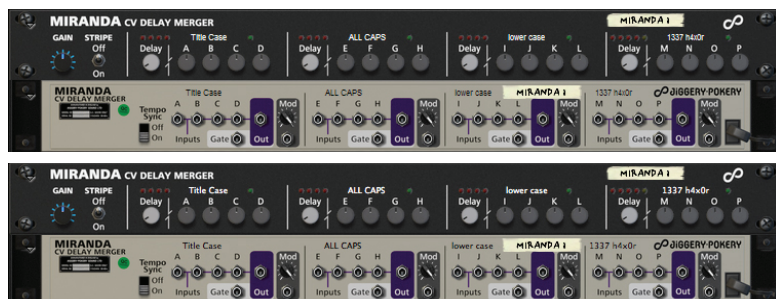 MIRANDA CV DELAY MERGER MIRANDA 1
GAIN STRIPE Title Case ALL CAPS lower case 1337 h4x0r
Off Delay A B C D Delay E F G H Delay I J K L Delay M N O P
On
MIRANDA Title Case ALL CAPS lower case MIRANDA 1 1337 h4x0r JIGGERY-POKERY
CV DELAY MERGER A B C D Mod E F G H Mod I J K L Mod M N O P Mod
Tempo
Sync
Off
On Inputs Gate Out Inputs Gate Out Inputs Gate Out Inputs Gate Out
MIRANDA CV DELAY MERGER MIRANDA 1
GAIN STRIPE Title Case ALL CAPS lower case 1337 h4x0r
Off Delay A B C D Delay E F G H Delay I J K L Delay M N O P
On
MIRANDA Title Case ALL CAPS lower case MIRANDA 1 1337 h4x0r JIGGERY-POKERY
CV DELAY MERGER A B C D Mod E F G H Mod I J K L Mod M N O P Mod
Tempo
Sync
Off
On Inputs Gate Out Inputs Gate Out Inputs Gate Out Inputs Gate Out